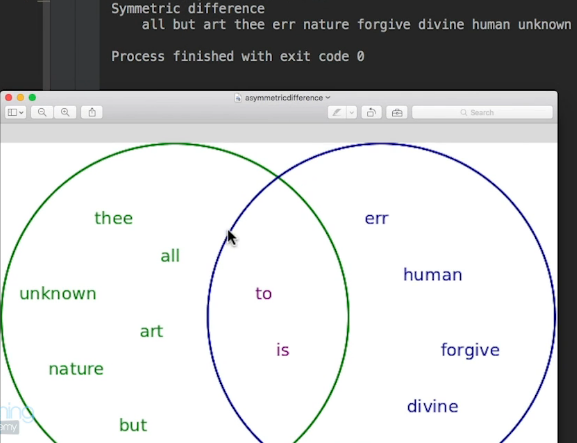 Symmetric difference
all but art thee err nature forgive divine human unknown
Process finished with exit code 0
asymmetricdifference
Search
thee
err
all
human
unknown
to
art
is
forgive
nature
divine
but